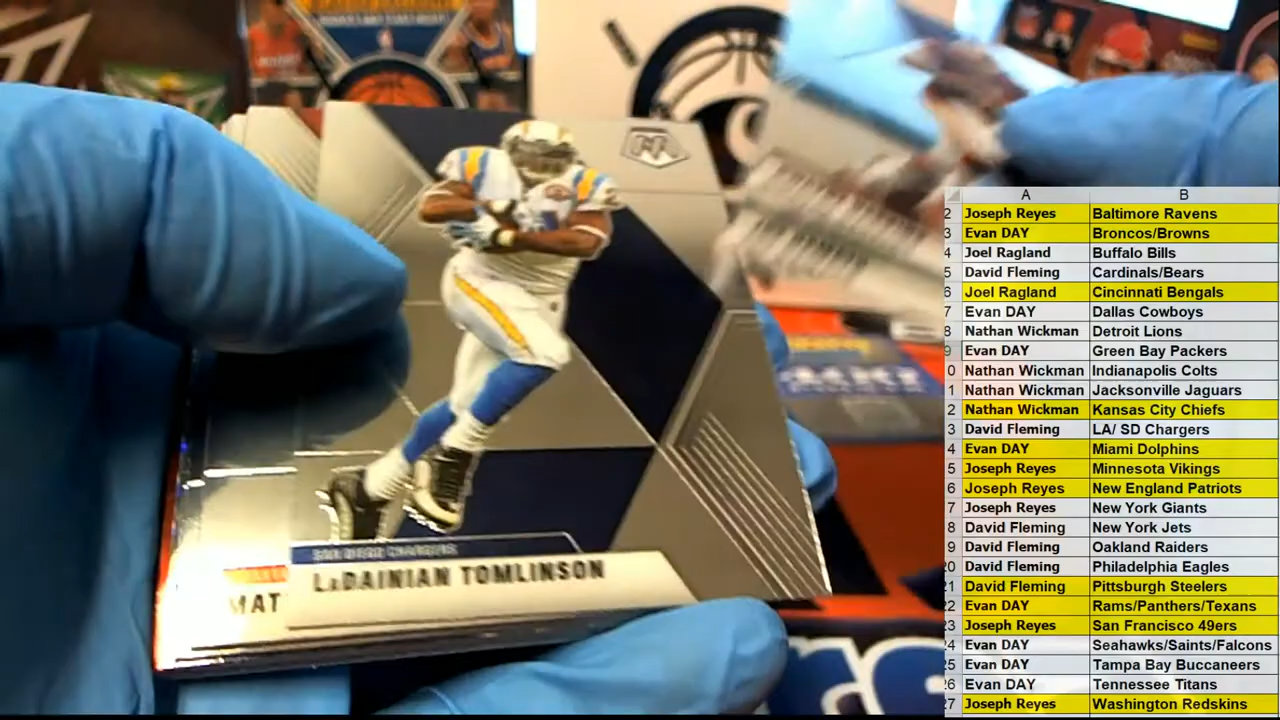 SAN DIEGO CHARGERS
LADAINIAN TOMLINSON
MAT
A B
2 Joseph Reyes Baltimore Ravens
3 Evan DAY Broncos/Browns
4 Joel Ragland Buffalo Bills
5 David Fleming Cardinals/Bears
6 Joel Ragland Cincinnati Bengals
7 Evan DAY Dallas Cowboys
8 Nathan Wickman Detroit Lions
9 Evan DAY Green Bay Packers
0 Nathan Wickman Indianapolis Colts
1 Nathan Wickman Jacksonville Jaguars
2 Nathan Wickman Kansas City Chiefs
3 David Fleming LA/ SD Chargers
4 Evan DAY Miami Dolphins
5 Joseph Reyes Minnesota Vikings
6 Joseph Reyes New England Patriots
7 Joseph Reyes New York Giants
8 David Fleming New York Jets
9 David Fleming Oakland Raiders
20 David Fleming Philadelphia Eagles
21 David Fleming Pittsburgh Steelers
22 Evan DAY Rams/Panthers/Texans
23 Joseph Reyes San Francisco 49ers
24 Evan DAY Seahawks/Saints/Falcons
25 Evan DAY Tampa Bay Buccaneers
26 Evan DAY Tennessee Titans
27 Joseph Reyes Washington Redskins